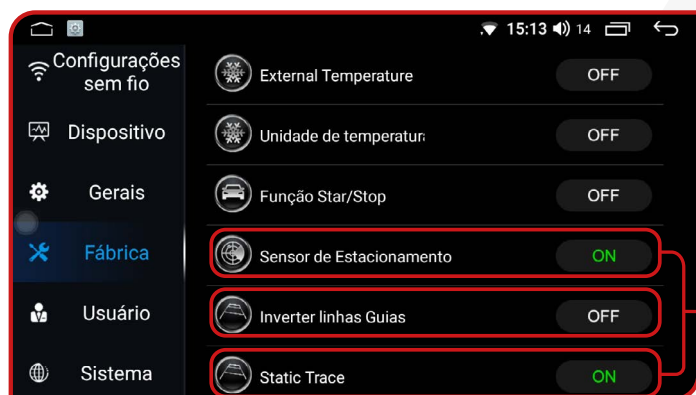 15:13 14
Configurações
sem fio
Dispositivo
Gerais
Fábrica
Usuário
Sistema
External Temperature OFF
Unidade de temperatura OFF
Função Star/Stop OFF
Sensor de Estacionamento ON
Inverter linhas Guias OFF
Static Trace ON